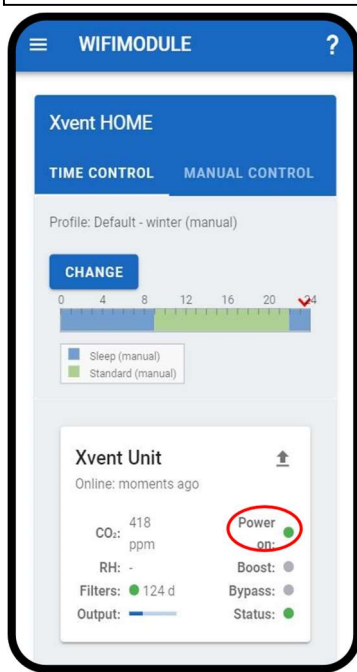 WIFIMODULE ?
Xvent HOME
TIME CONTROL MANUAL CONTROL
Profile: Default - winter (manual)
CHANGE
0 4 8 12 16 20 24
Sleep (manual)
Standard (manual)
Xvent Unit
Online: moments ago
CO₂: 418 ppm
Power on:
RH: -
Boost:
Filters: 124 d
Bypass:
Output:
Status: